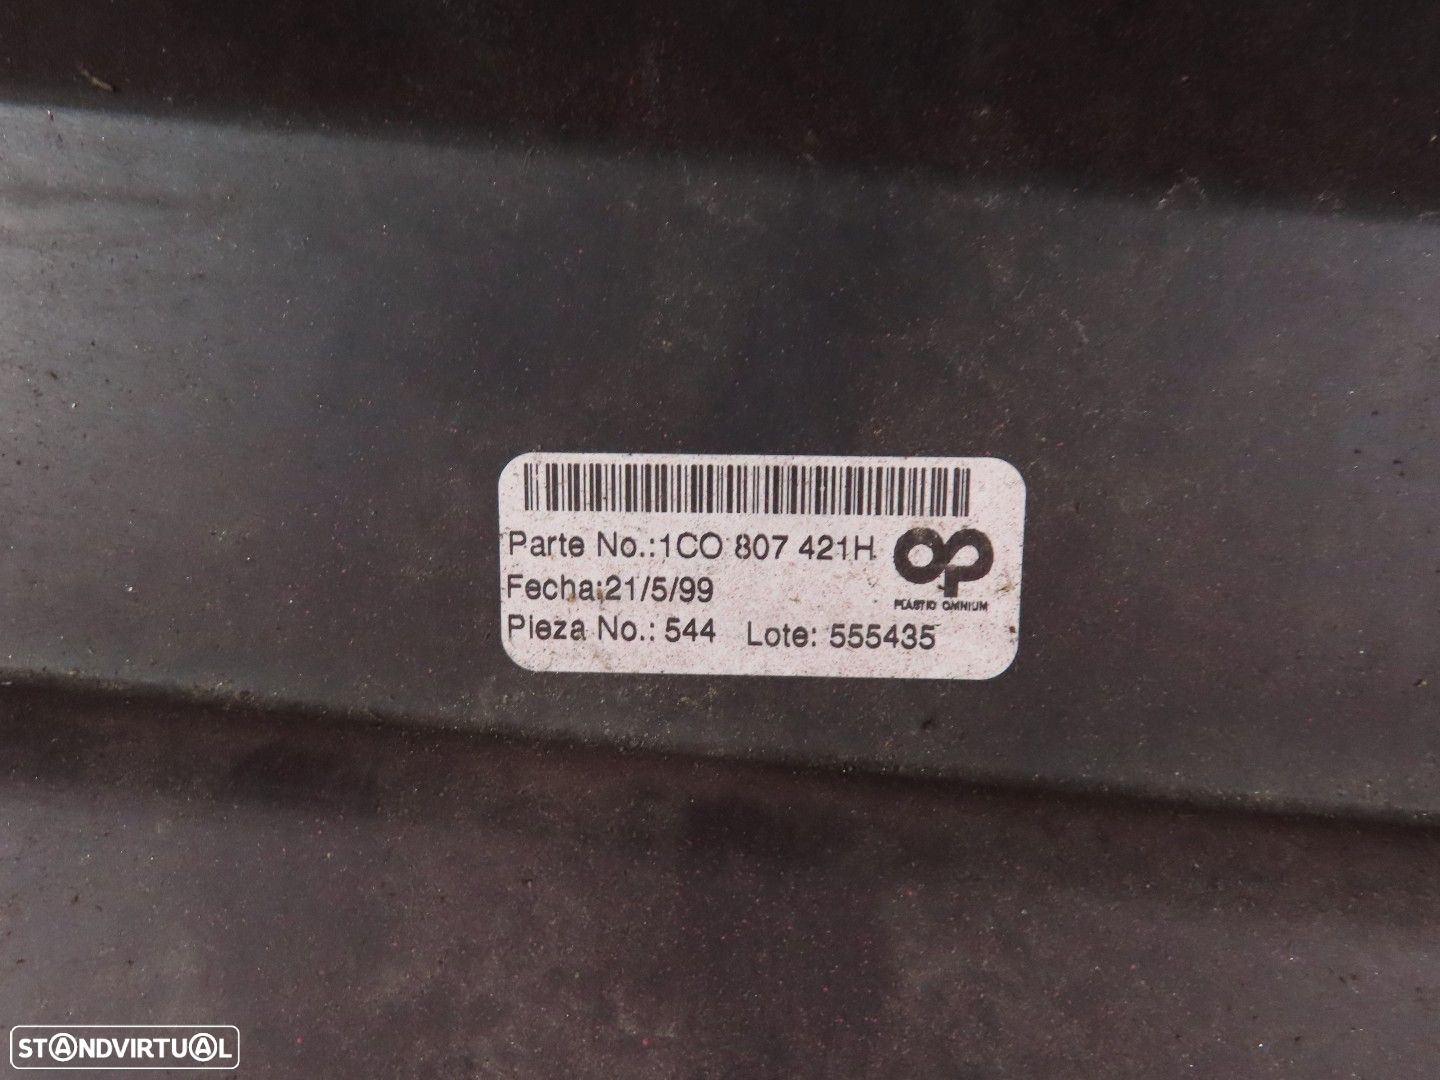 Parte No.:1CO 807 421H
Fecha:21/5/99
Pieza No.: 544 Lote: 555435
PLASTIC OMNIUM
STANDVIRTUAL